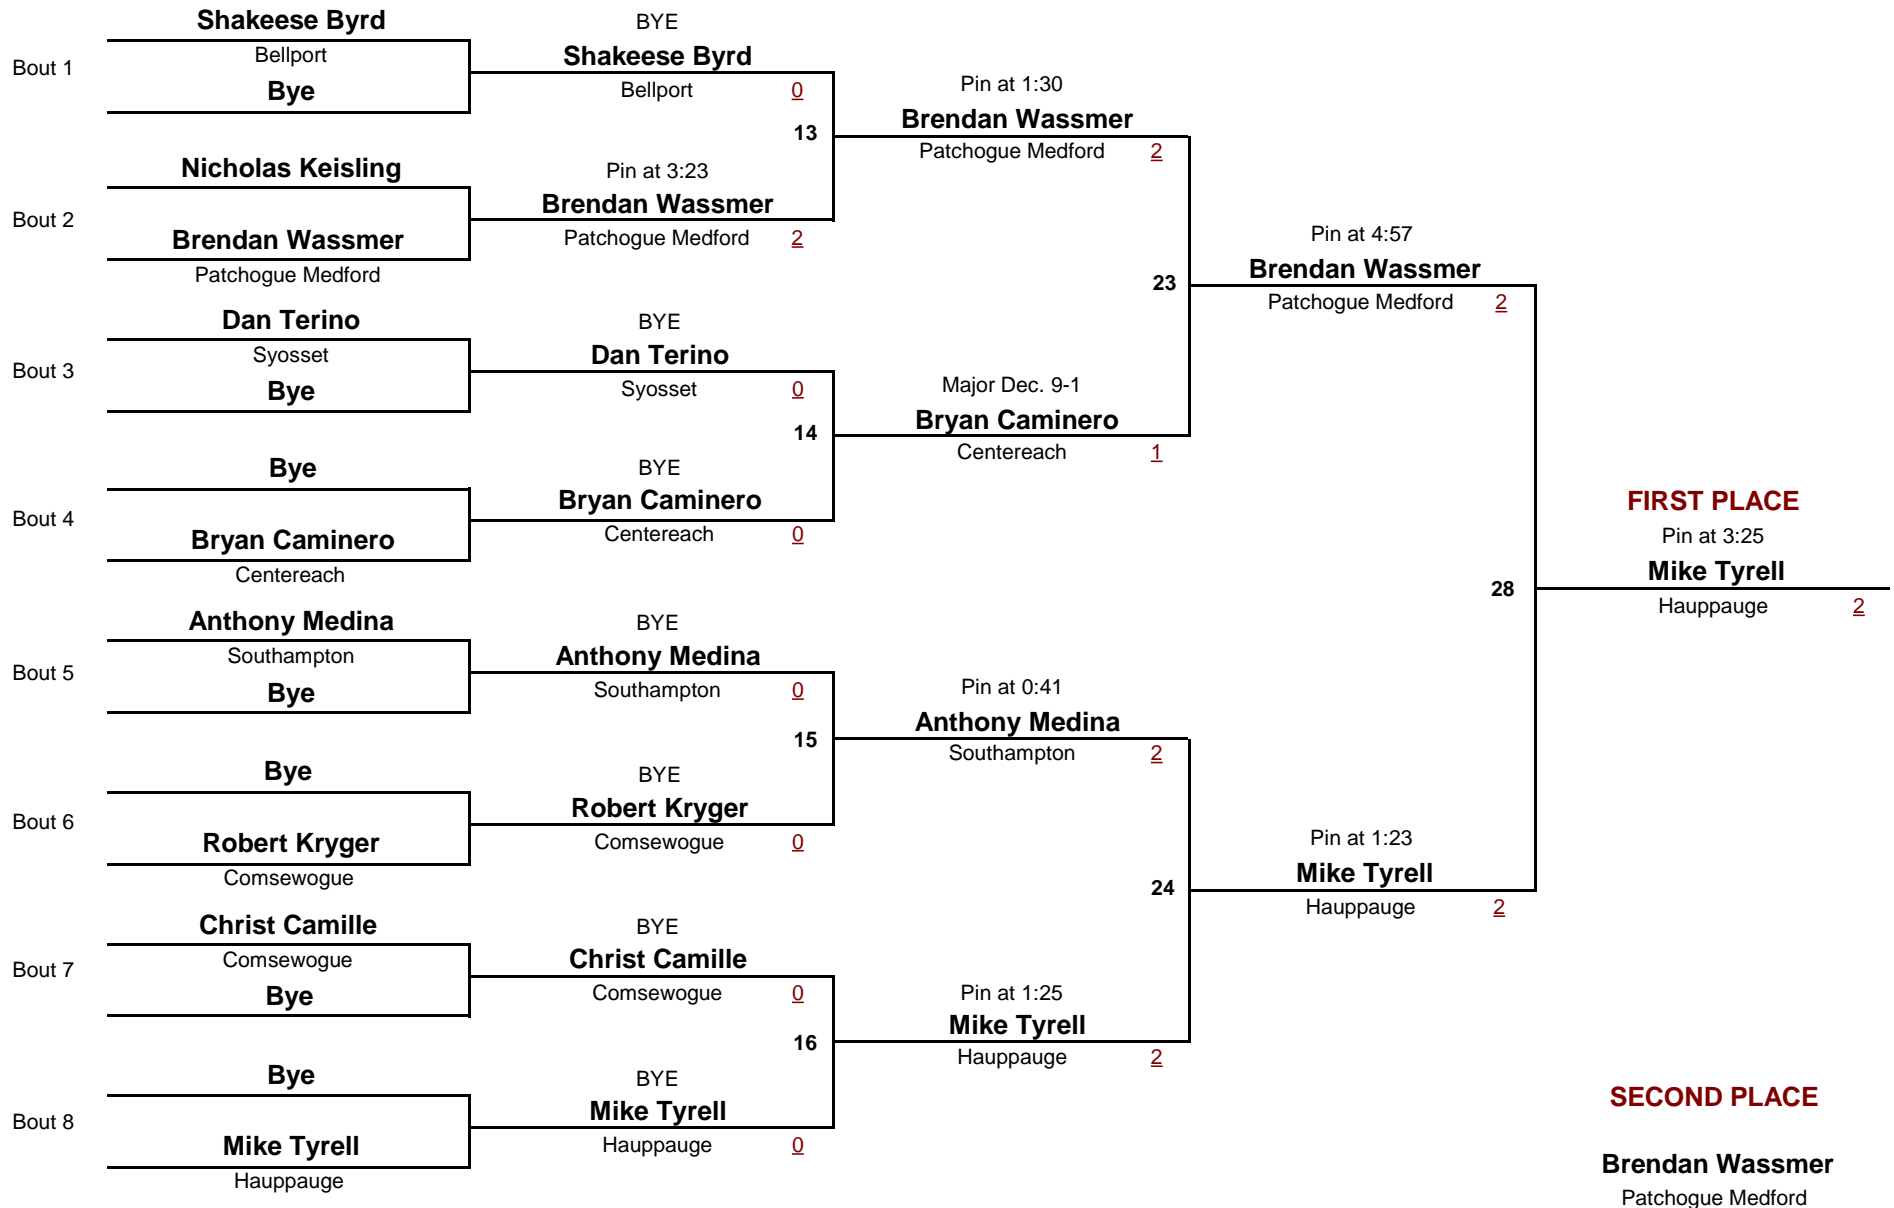 Shakeese Byrd
Bout 1
Bellport
Bye
Nicholas Keisling
Bout 2
Brendan Wassmer
Patchogue Medford
Dan Terino
Bout 3
Syosset
Bye
Bye
Bout 4
Bryan Caminero
Centereach
Anthony Medina
Bout 5
Southampton
Bye
Bye
Bout 6
Robert Kryger
Comsewogue
Christ Camille
Bout 7
Comsewogue
Bye
Bye
Bout 8
Mike Tyrell
Hauppauge
BYE
Shakeese Byrd
Bellport 0
13
Pin at 3:23
Brendan Wassmer
Patchogue Medford 2
BYE
Dan Terino
Syosset 0
14
BYE
Bryan Caminero
Centereach 0
BYE
Anthony Medina
Southampton 0
15
BYE
Robert Kryger
Comsewogue 0
BYE
Christ Camille
Comsewogue 0
16
BYE
Mike Tyrell
Hauppauge 0
Pin at 1:30
Brendan Wassmer
Patchogue Medford 2
23
Major Dec. 9-1
Bryan Caminero
Centereach 1
Pin at 0:41
Anthony Medina
Southampton 2
24
Pin at 1:25
Mike Tyrell
Hauppauge 2
Pin at 4:57
Brendan Wassmer
Patchogue Medford 2
28
Pin at 1:23
Mike Tyrell
Hauppauge 2
FIRST PLACE
Pin at 3:25
Mike Tyrell
Hauppauge 2
SECOND PLACE
Brendan Wassmer
Patchogue Medford